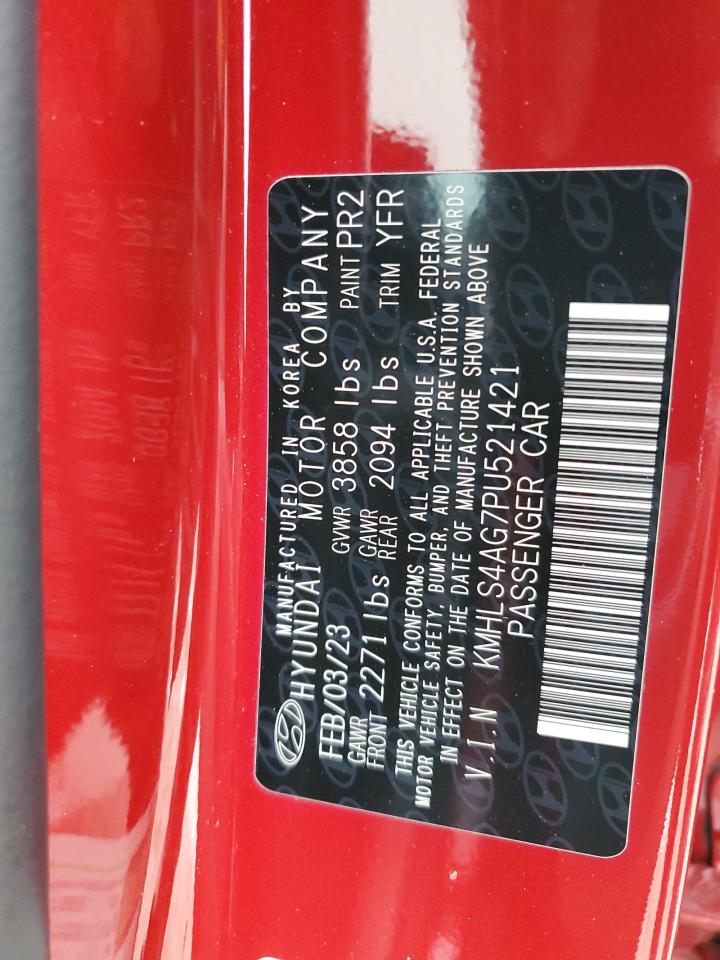 MANUFACTURED IN KOREA BY
HYUNDAI MOTOR COMPANY
FEB/03/23 GVWR 3858 lbs PAINT PR2
GAWR FRONT 2271 lbs GAWR REAR 2094 lbs TRIM YFR
THIS VEHICLE CONFORMS TO ALL APPLICABLE U.S.A. FEDERAL
MOTOR VEHICLE SAFETY, BUMPER, AND THEFT PREVENTION STANDARDS
IN EFFECT ON THE DATE OF MANUFACTURE SHOWN ABOVE
V.I.N KMHLS4AG7PU521421
PASSENGER CAR